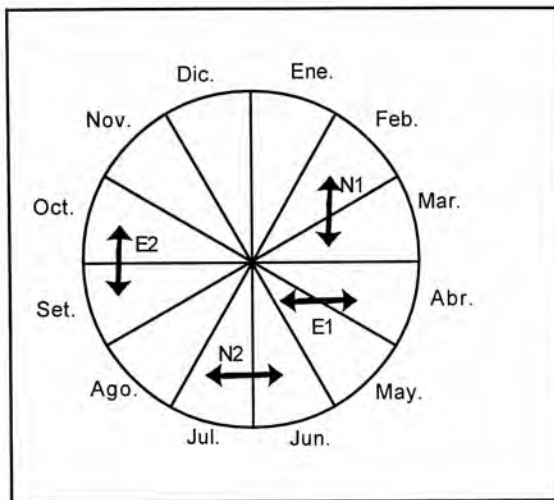 Dic.
Ene.
Nov.
Feb.
N1
Oct.
Mar.
E2
Set.
Abr.
E1
N2
Ago.
May.
Jul.
Jun.